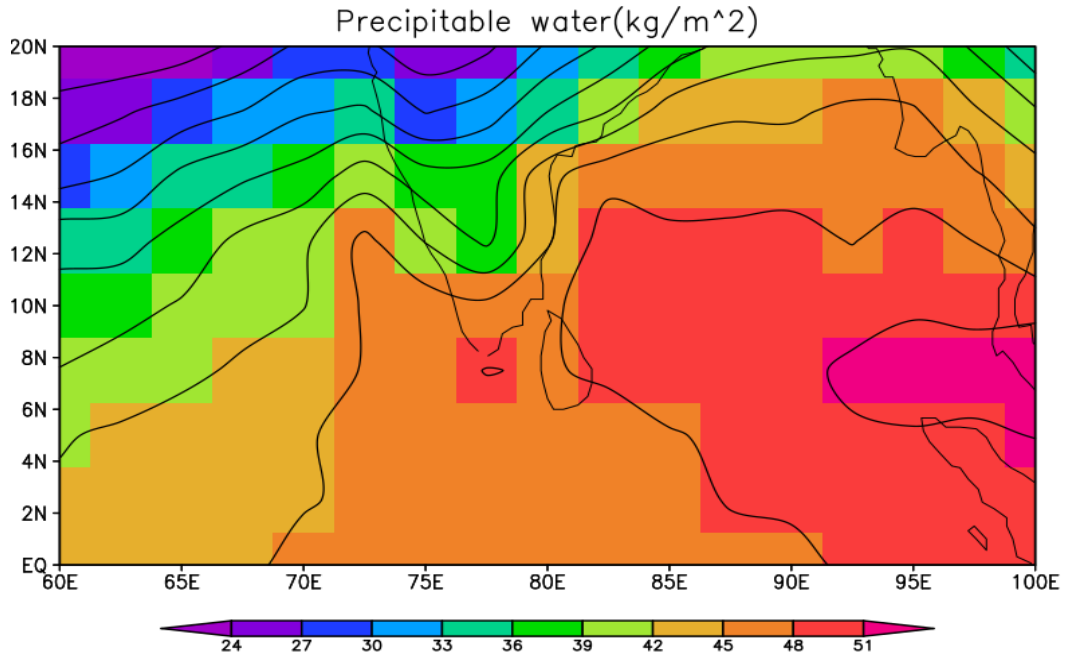 Precipitable water(kg/m^2)
20N
18N
16N
14N
12N
10N
8N
6N
4N
2N
EQ
60E 65E 70E 75E 80E 85E 90E 95E 100E
24 27 30 33 36 39 42 45 48 51